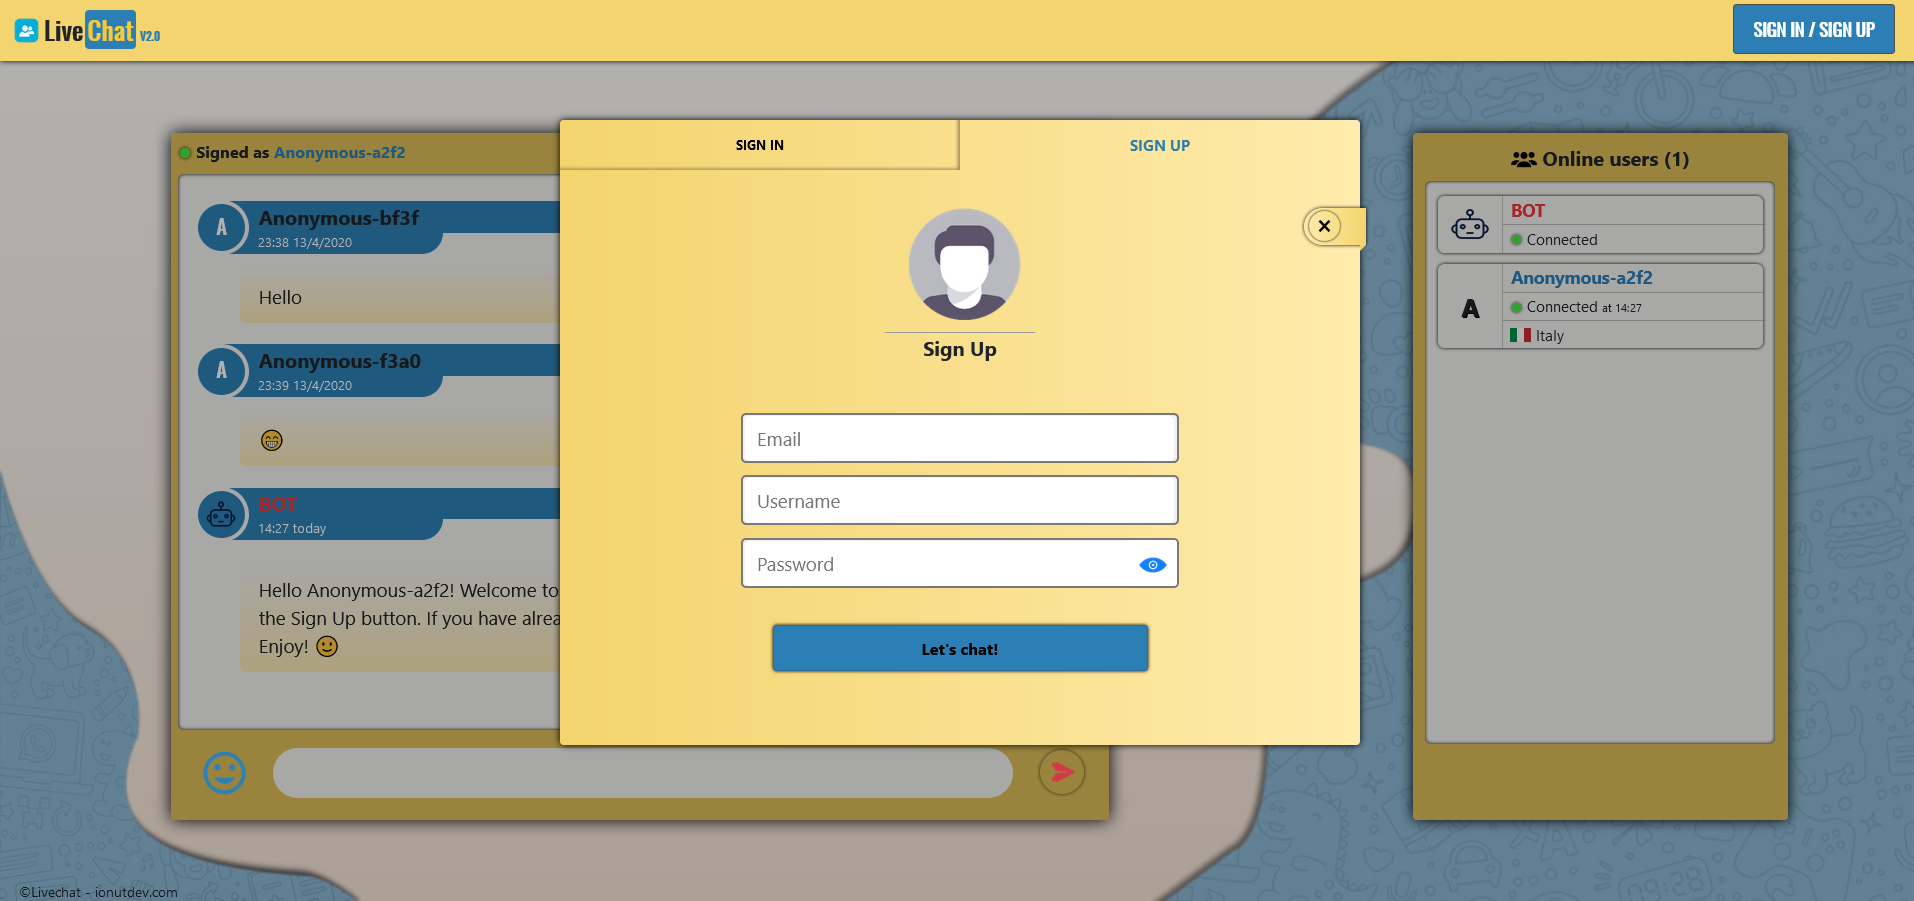 LiveChat V2.0
SIGN IN / SIGN UP
Signed as Anonymous-a2f2
A
Anonymous-bf3f
23:38 13/4/2020
Hello
A
Anonymous-f3a0
23:39 13/4/2020
BOT
14:27 today
Hello Anonymous-a2f2! Welcome to
the Sign Up button. If you have alrea
Enjoy!
SIGN IN
SIGN UP
Sign Up
Email
Username
Password
Let's chat!
Online users (1)
BOT
Connected
A
Anonymous-a2f2
Connected at 14:27
Italy
©Livechat - ionutdev.com